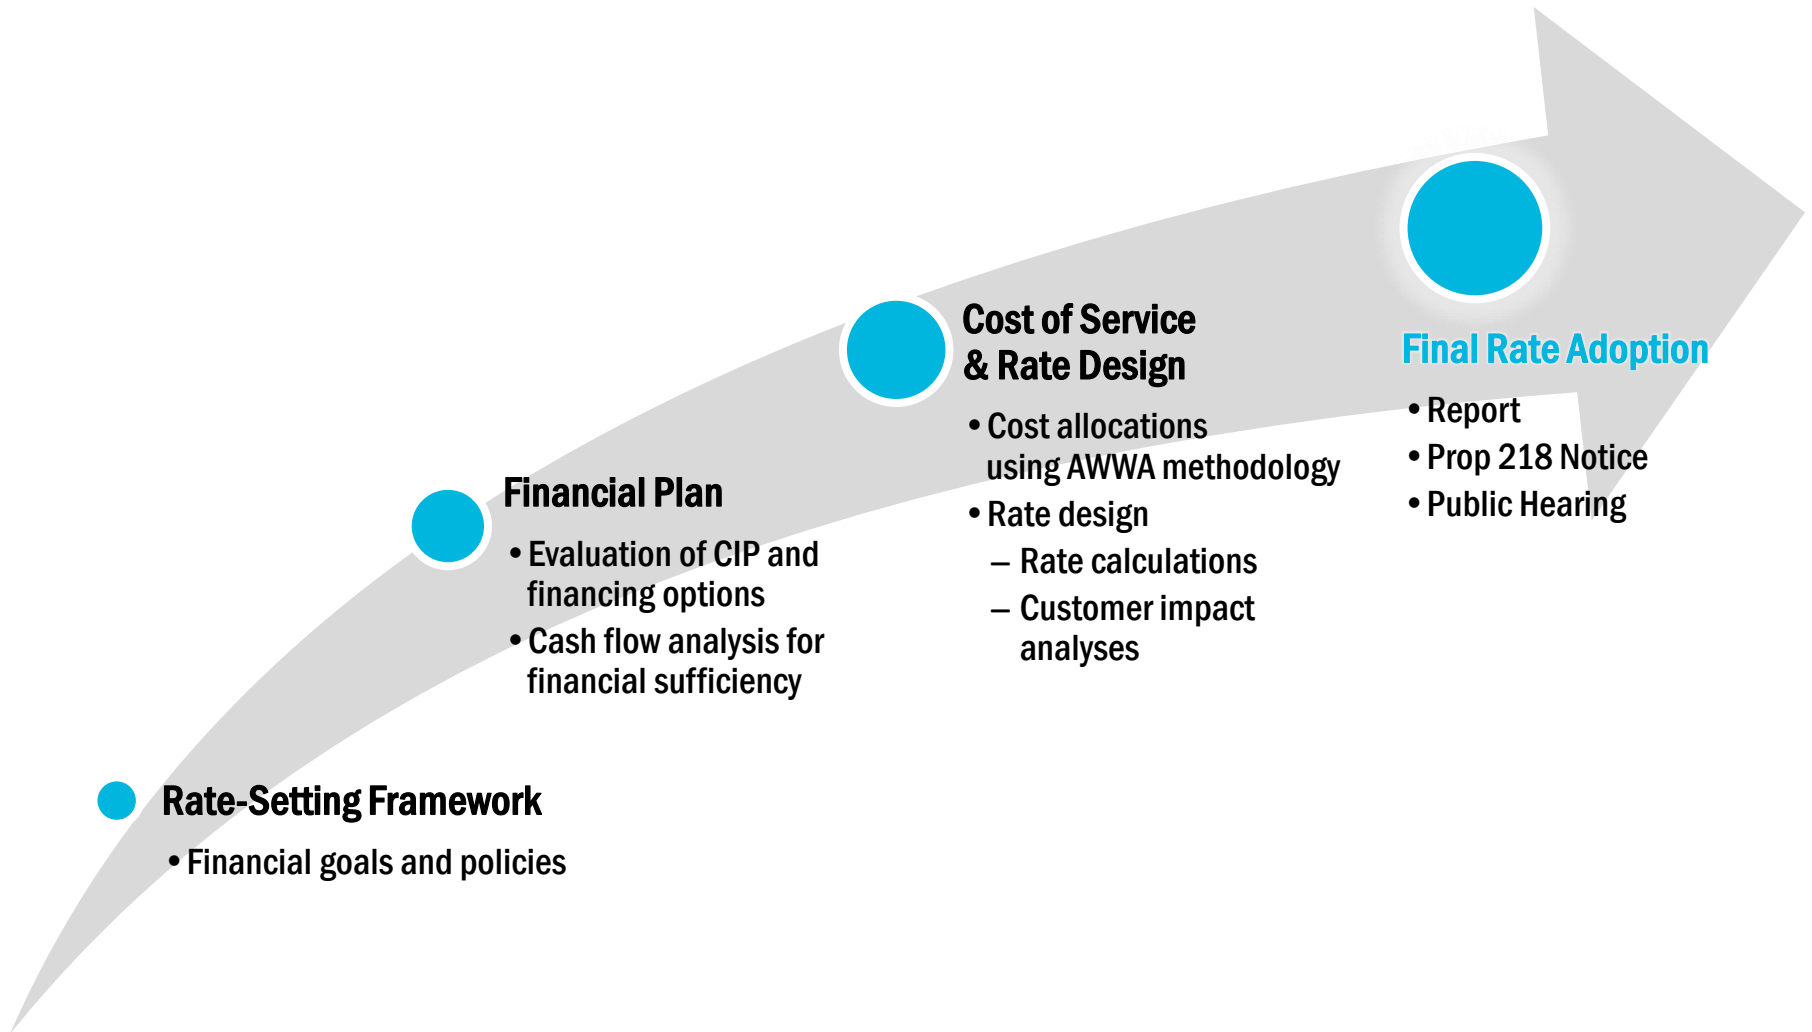 Rate-Setting Framework
• Financial goals and policies
Financial Plan
• Evaluation of CIP and
financing options
• Cash flow analysis for
financial sufficiency
Cost of Service
& Rate Design
• Cost allocations
using AWWA methodology
• Rate design
– Rate calculations
– Customer impact
analyses
Final Rate Adoption
• Report
• Prop 218 Notice
• Public Hearing